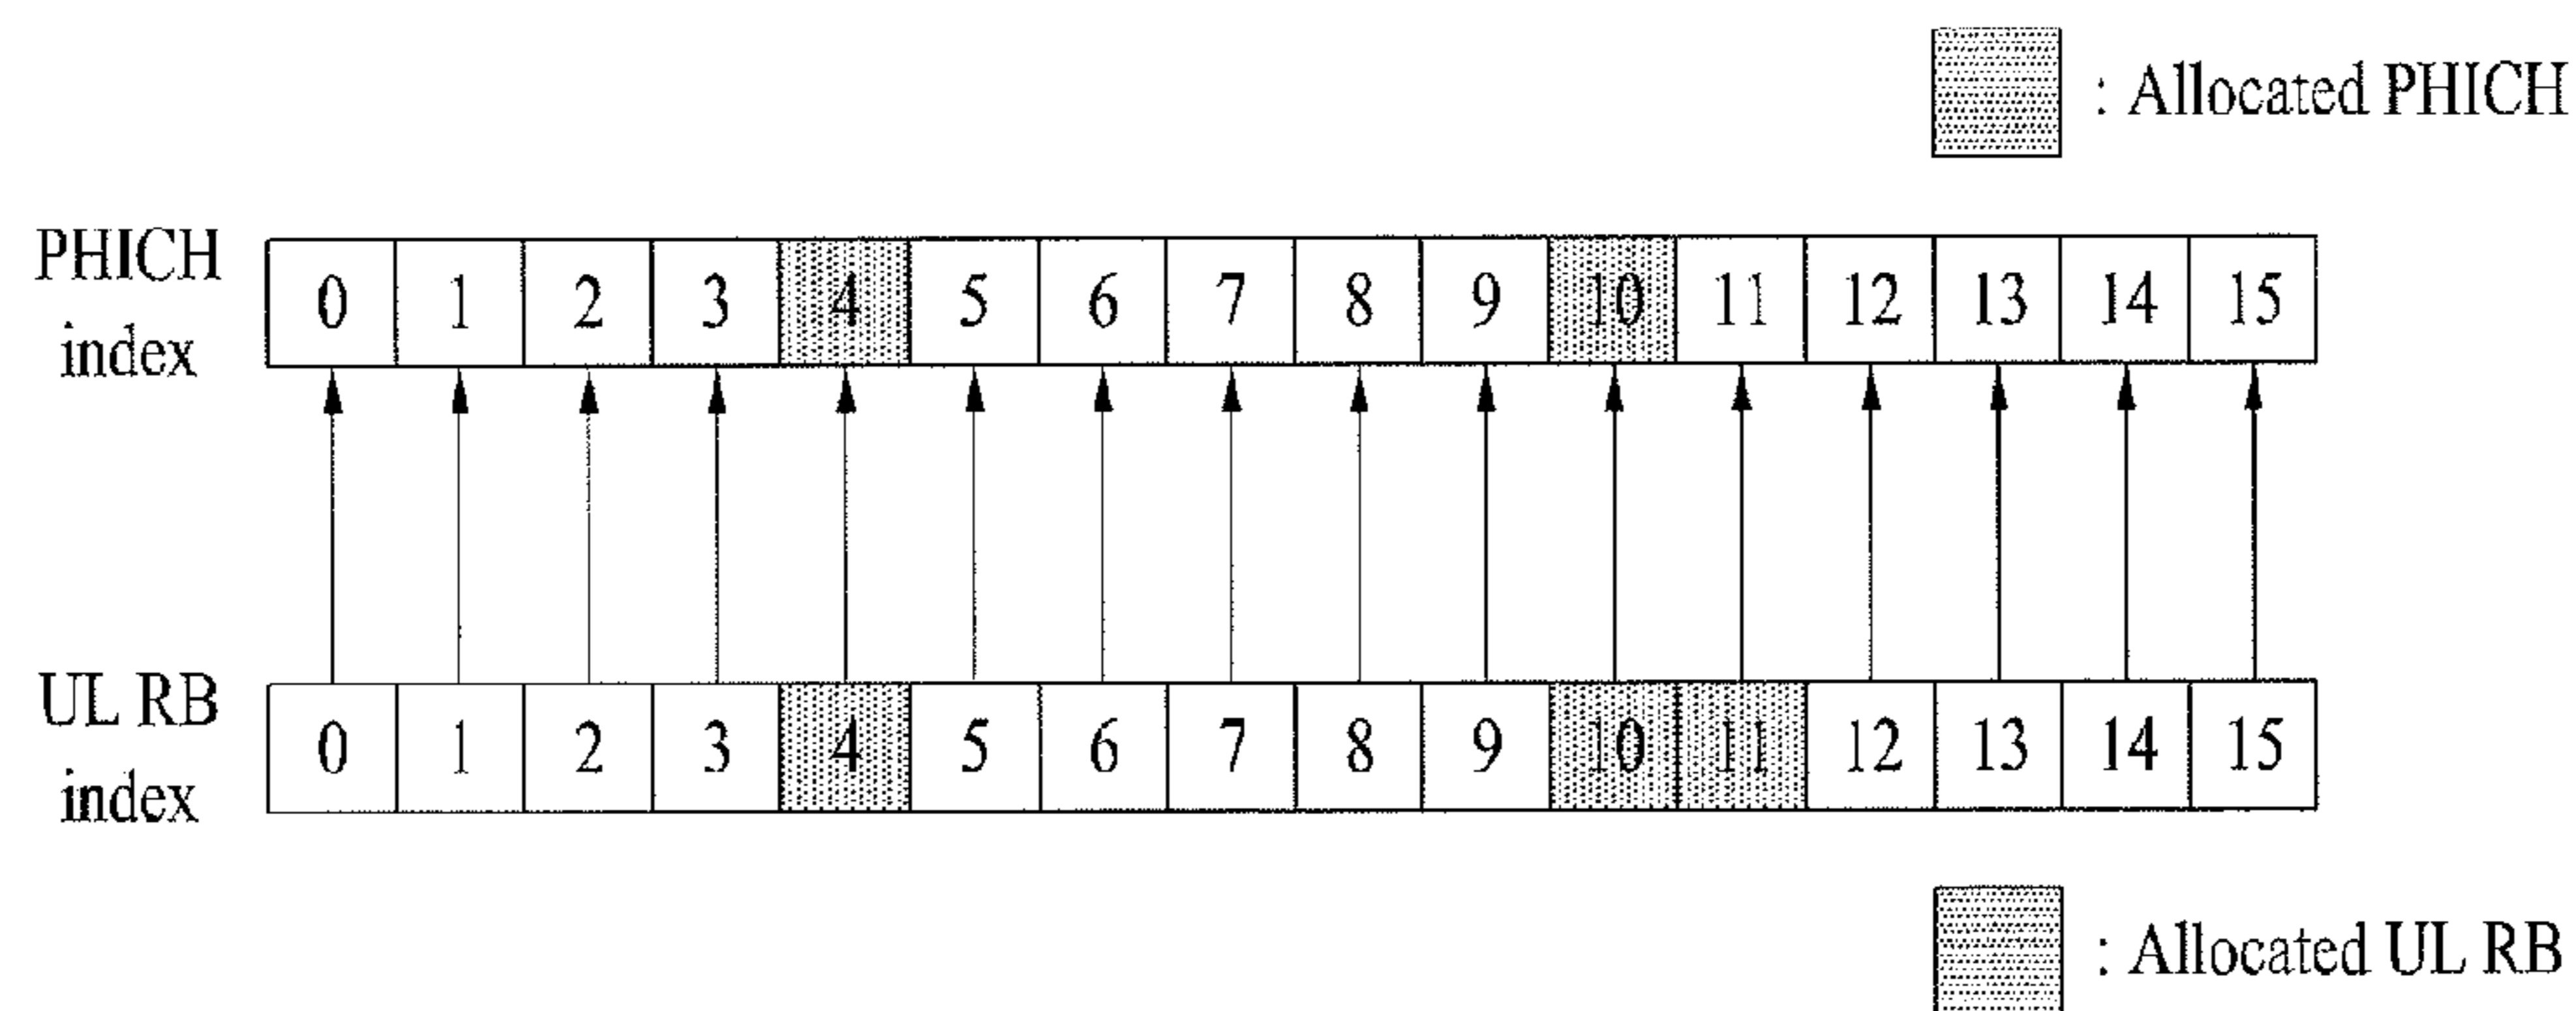 : Allocated PHICH
PHICH
index
0 1 2 3 4 5 6 7 8 9 10 11 12 13 14 15
UL RB
index
0 1 2 3 4 5 6 7 8 9 10 11 12 13 14 15
: Allocated UL RB